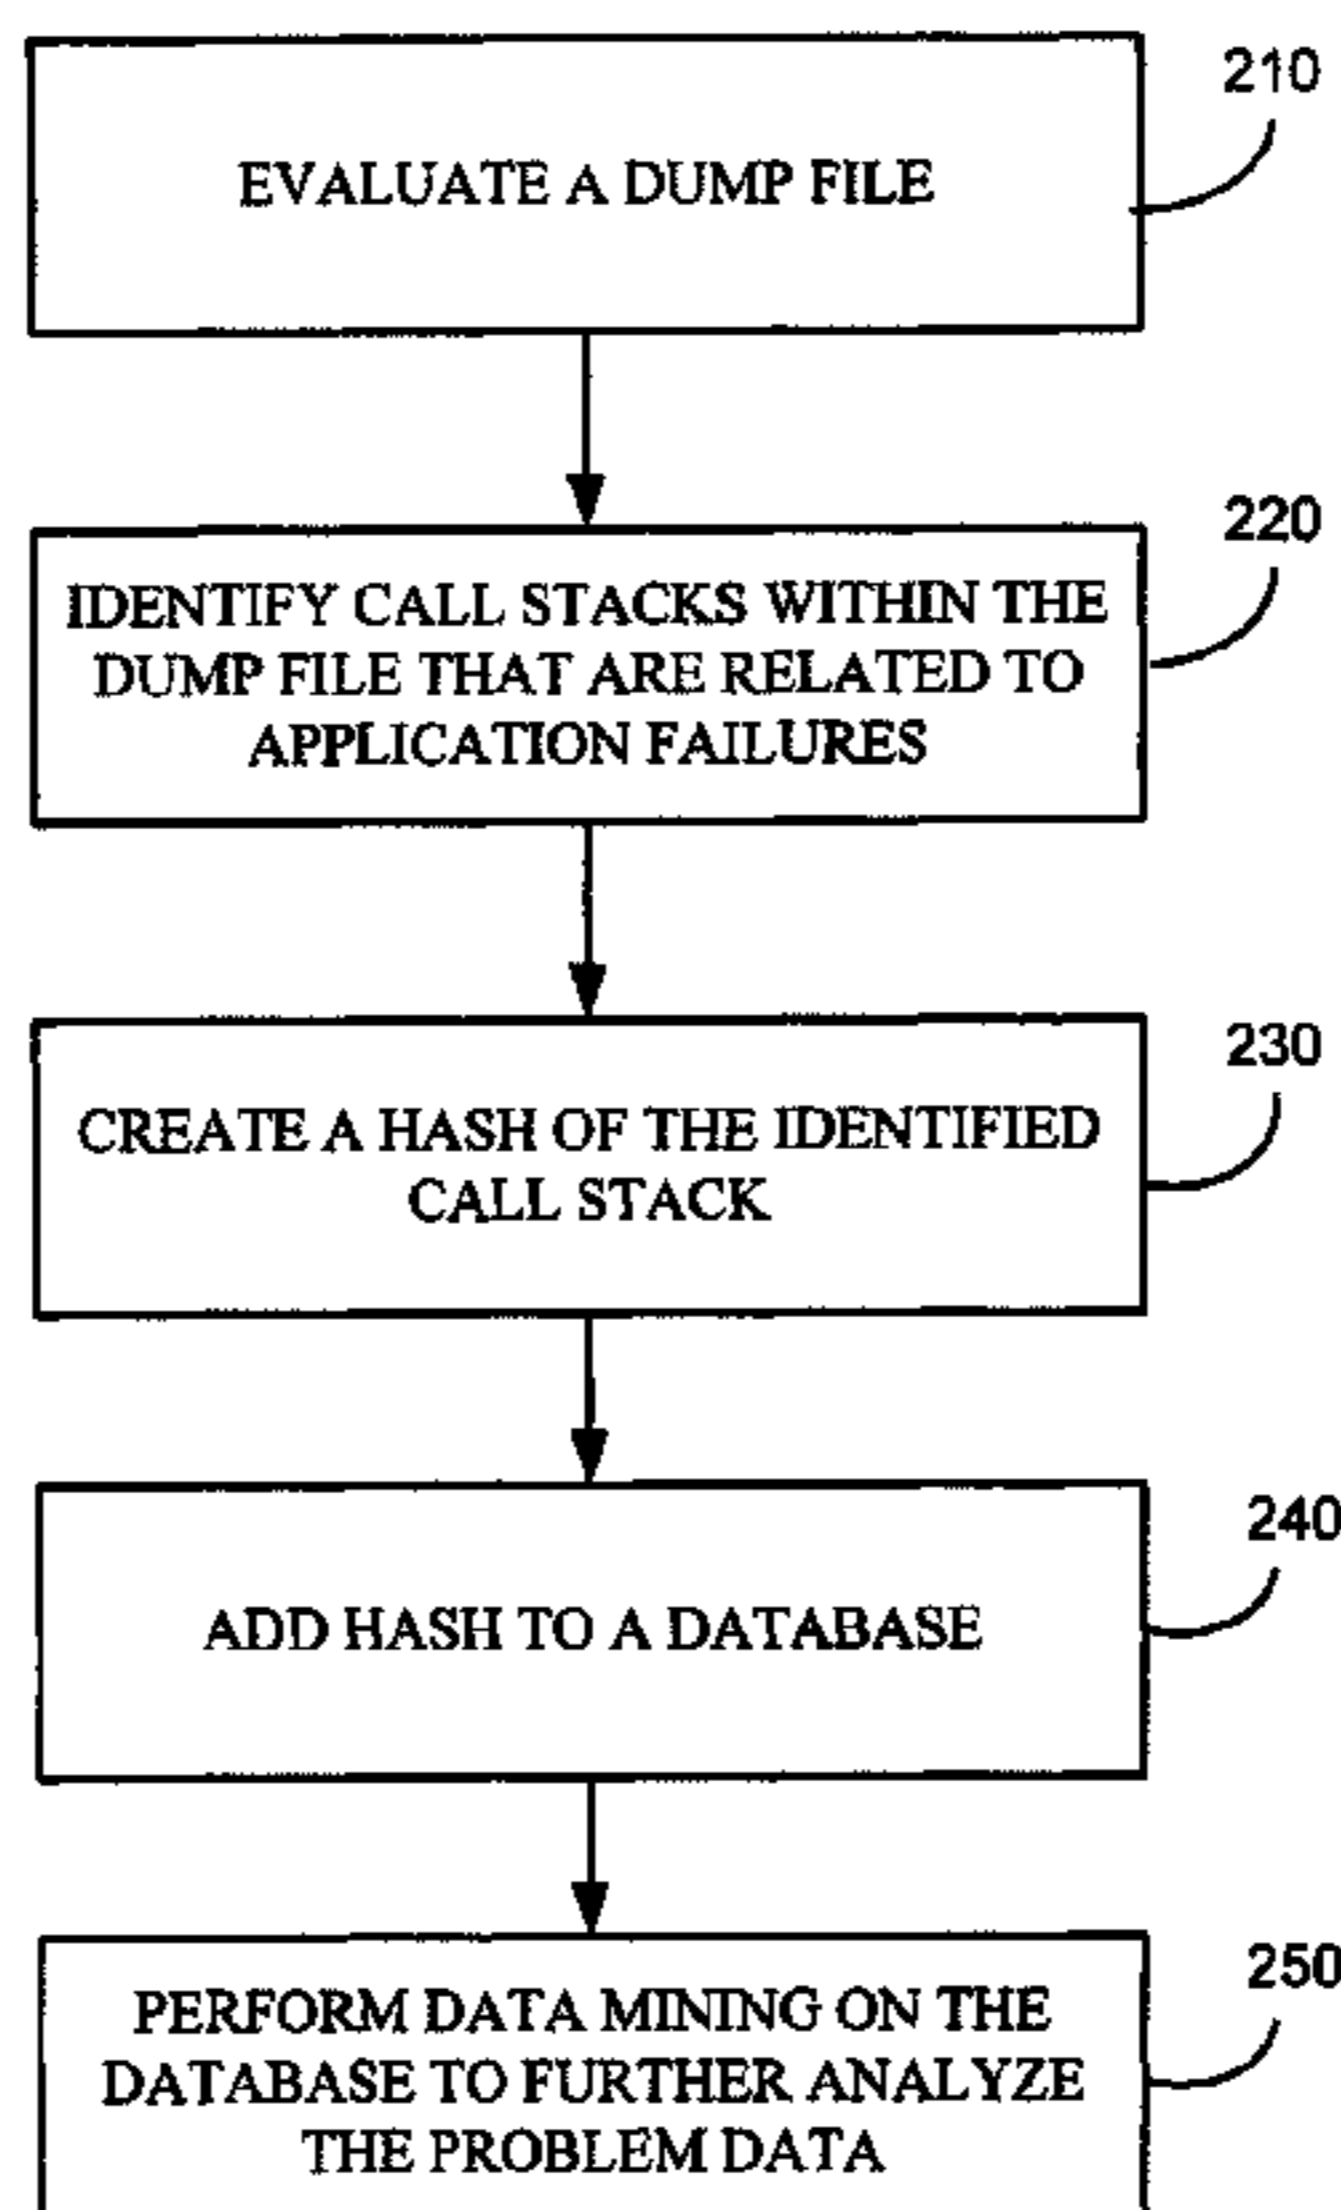 210
EVALUATE A DUMP FILE
220
IDENTIFY CALL STACKS WITHIN THE
DUMP FILE THAT ARE RELATED TO
APPLICATION FAILURES
230
CREATE A HASH OF THE IDENTIFIED
CALL STACK
240
ADD HASH TO A DATABASE
250
PERFORM DATA MINING ON THE
DATABASE TO FURTHER ANALYZE
THE PROBLEM DATA